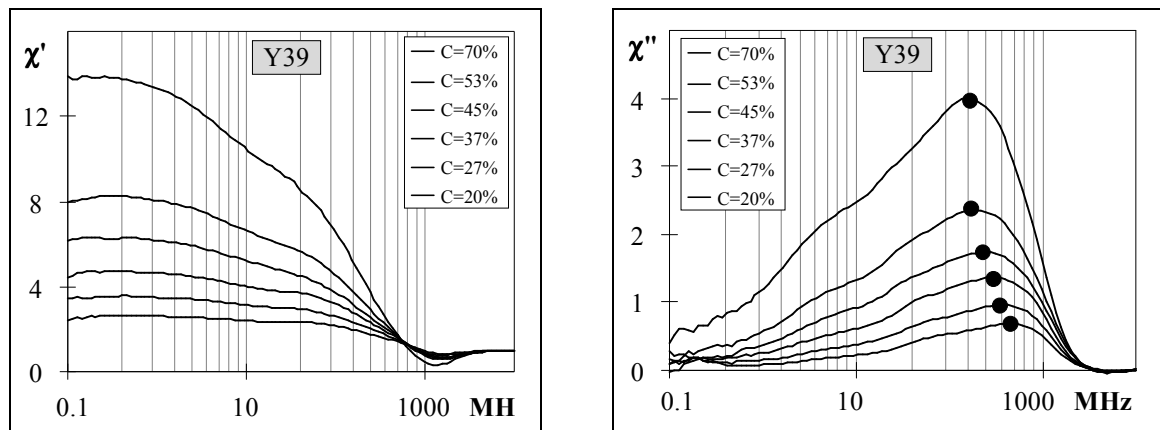 χ'
Y39
C=70%
C=53%
C=45%
C=37%
C=27%
C=20%
12
8
4
0
0.1 10 1000 MH
χ"
Y39
C=70%
C=53%
C=45%
C=37%
C=27%
C=20%
4
3
2
1
0
0.1 10 1000 MHz